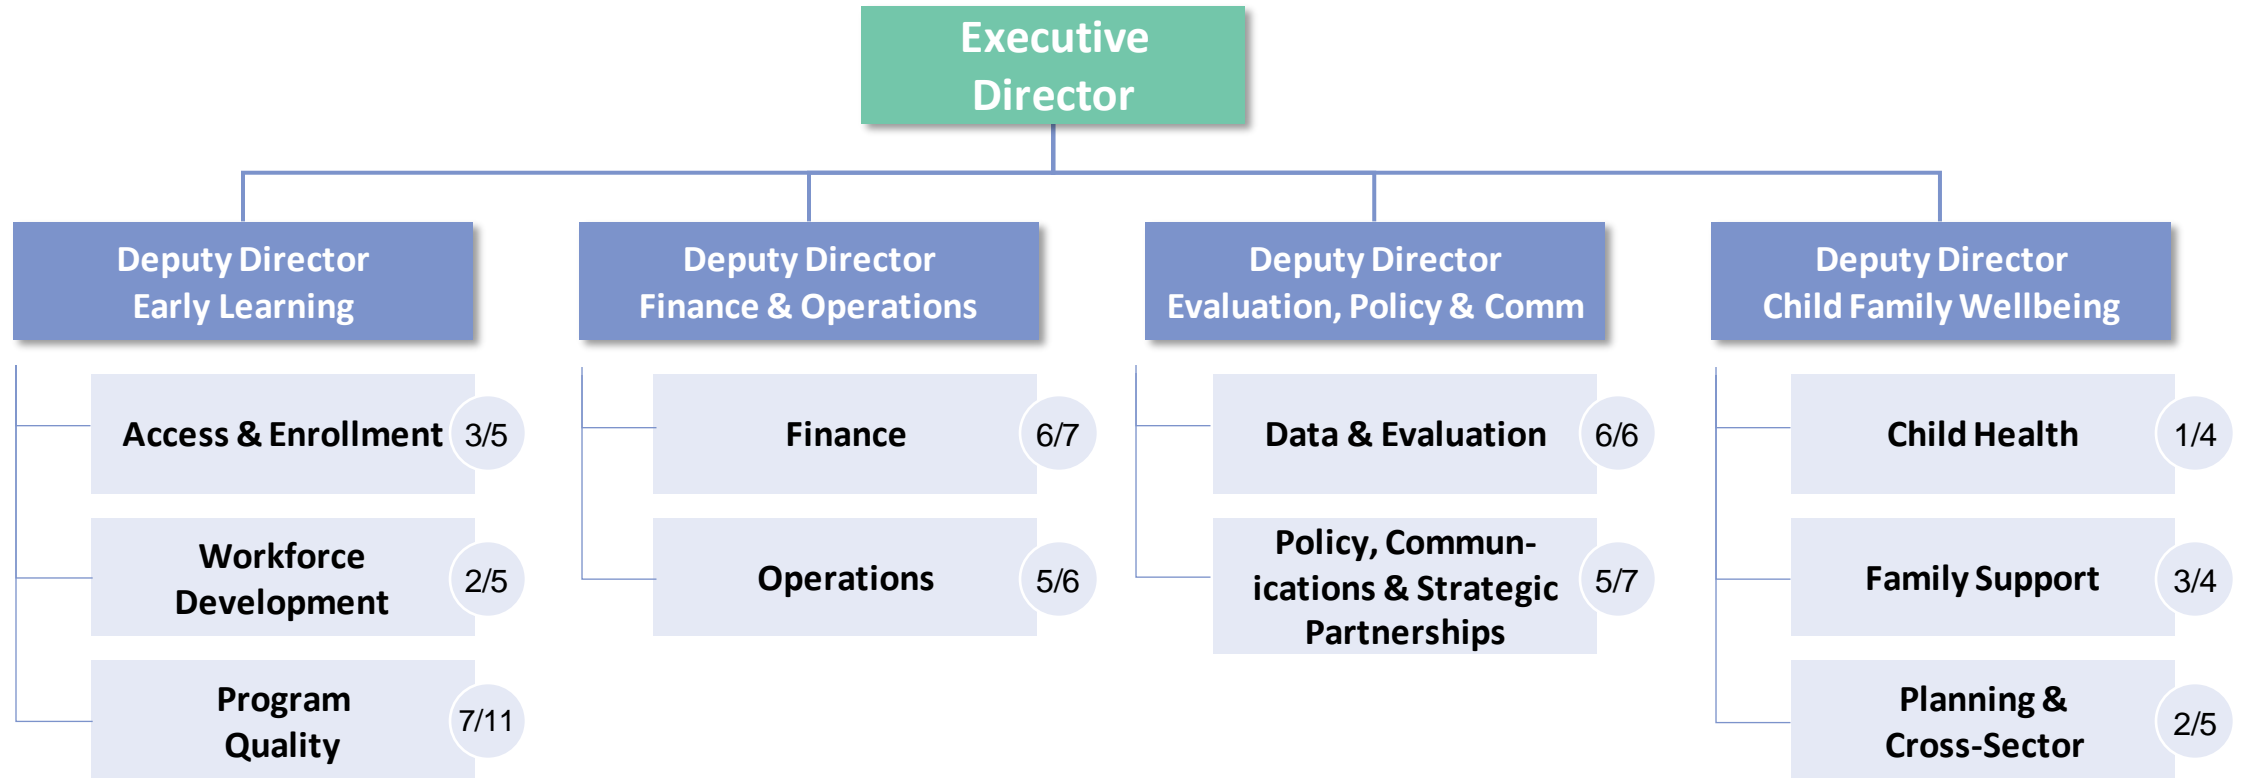 Executive
Director
Deputy Director
Early Learning
Deputy Director
Finance & Operations
Deputy Director
Evaluation, Policy & Comm
Deputy Director
Child Family Wellbeing
Access & Enrollment
3/5
Workforce
Development
2/5
Program
Quality
7/11
Finance
6/7
Operations
5/6
Data & Evaluation
6/6
Policy, Commun-
ications & Strategic
Partnerships
5/7
Child Health
1/4
Family Support
3/4
Planning &
Cross-Sector
2/5